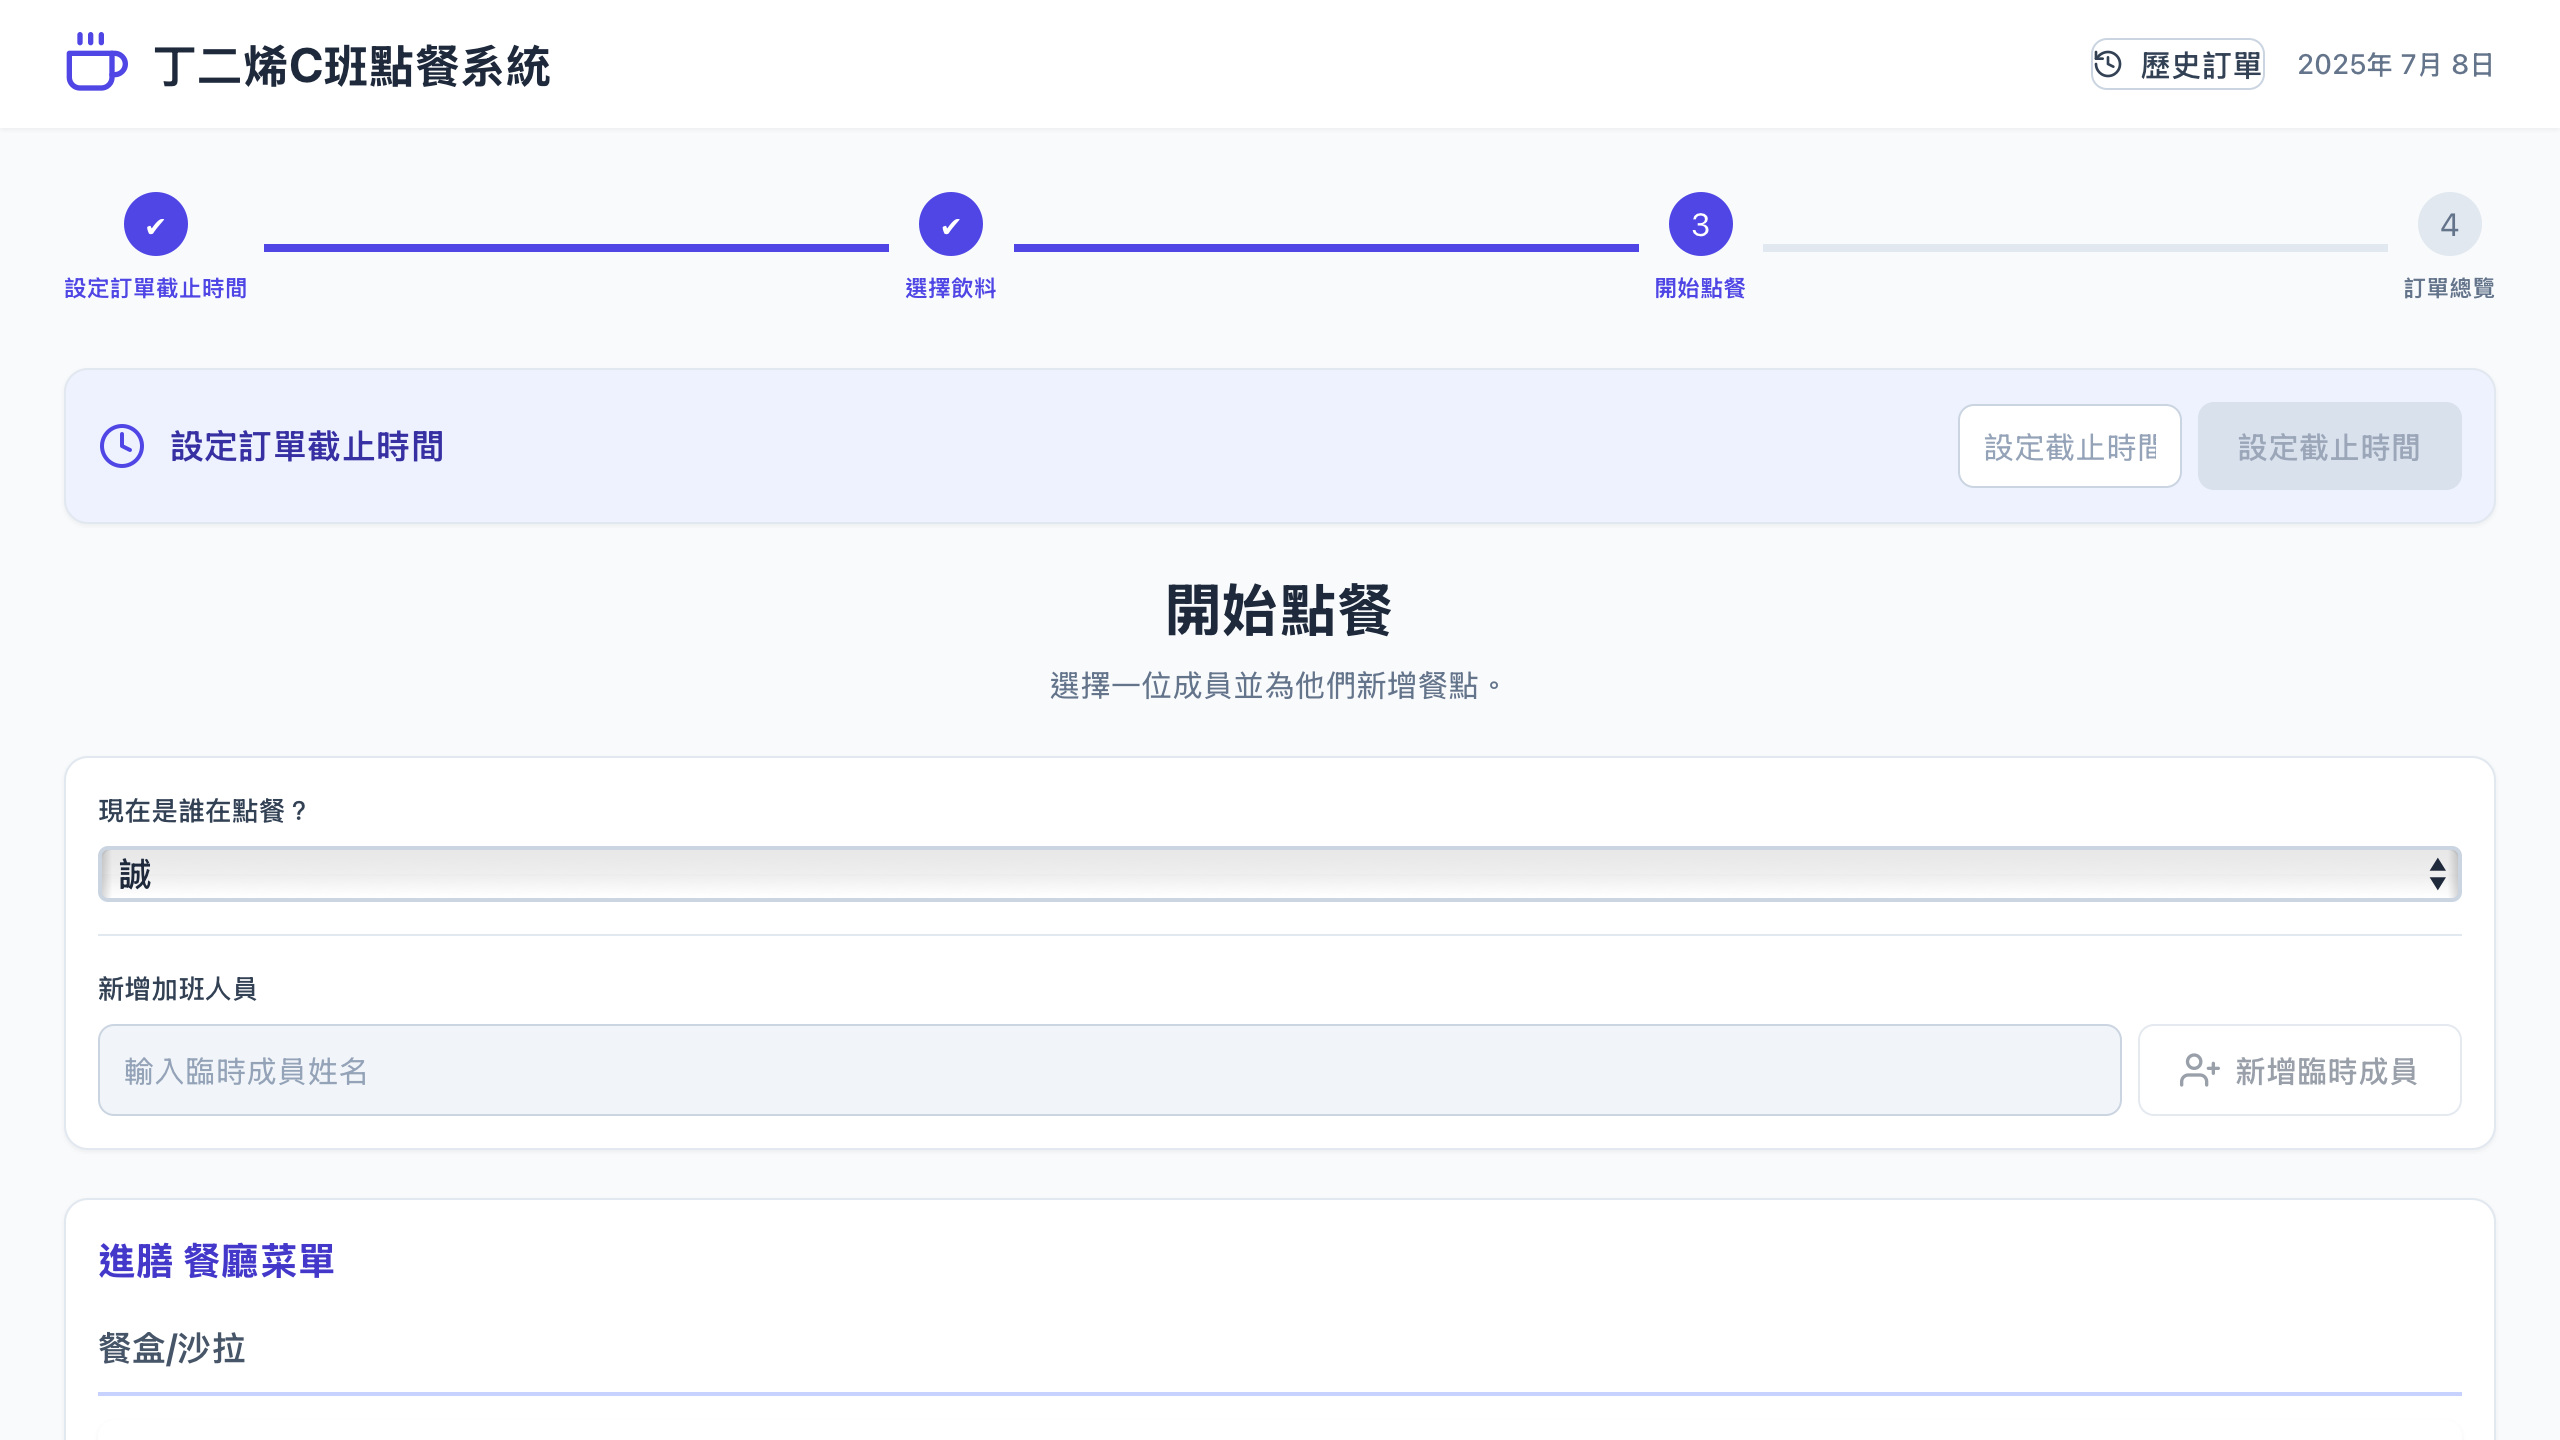 丁二烯C班點餐系統
歷史訂單
2025年 7月 8日
✔ ✔ 3 4
設定訂單截止時間 選擇飲料 開始點餐 訂單總覽
設定訂單截止時間
設定截止時間
設定截止時間
開始點餐
選擇一位成員並為他們新增餐點。
現在是誰在點餐？
誠
新增加班人員
輸入臨時成員姓名
新增臨時成員
進膳 餐廳菜單
餐盒/沙拉